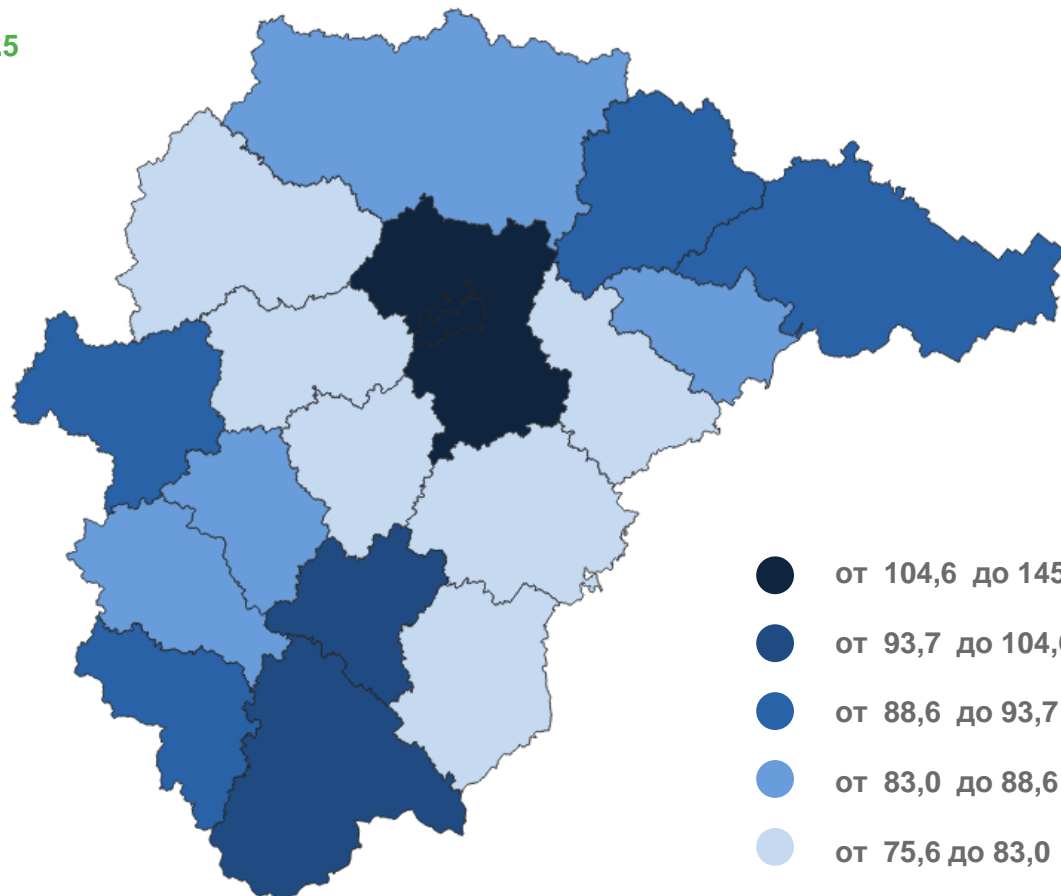 от 104,6 до 145
от 93,7 до 104,
от 88,6 до 93,7
от 83,0 до 88,6
от 75,6 до 83,0